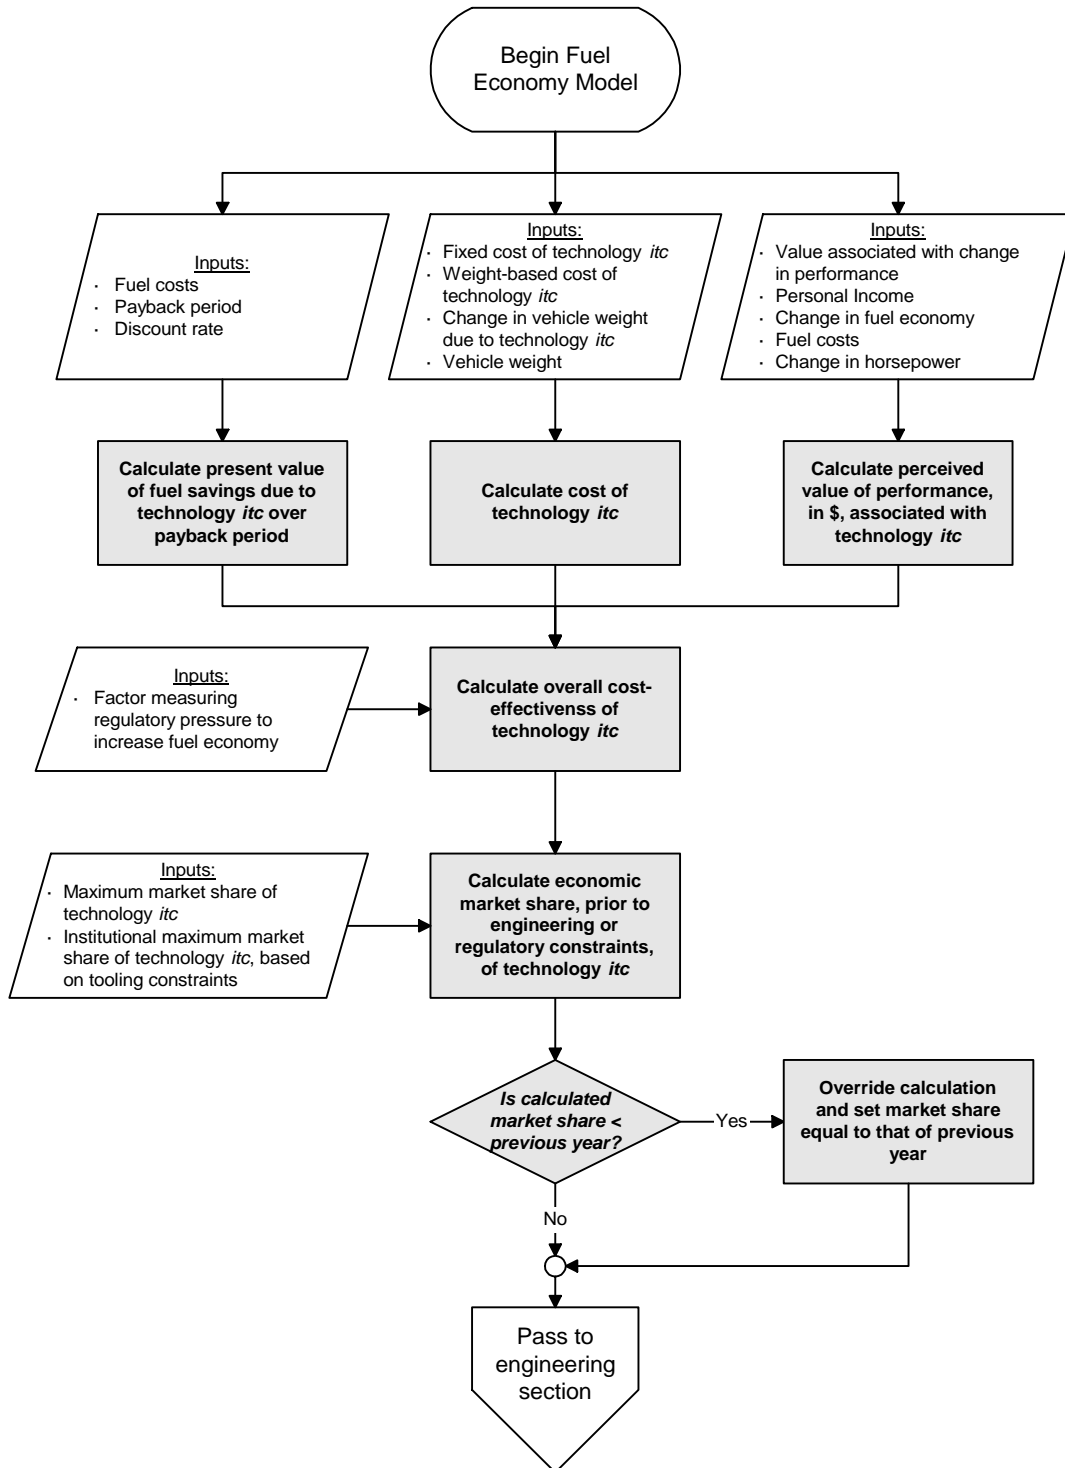 Begin Fuel
Economy Model
Inputs:
· Fuel costs
· Payback period
· Discount rate
Inputs:
· Fixed cost of technology itc
· Weight-based cost of
technology itc
· Change in vehicle weight
due to technology itc
· Vehicle weight
Inputs:
· Value associated with change
in performance
· Personal Income
· Change in fuel economy
· Fuel costs
· Change in horsepower
Calculate present value
of fuel savings due to
technology itc over
payback period
Calculate cost of
technology itc
Calculate perceived
value of performance,
in $, associated with
technology itc
Inputs:
· Factor measuring
regulatory pressure to
increase fuel economy
Calculate overall cost-
effectivenss of
technology itc
Inputs:
· Maximum market share of
technology itc
· Institutional maximum market
share of technology itc, based
on tooling constraints
Calculate economic
market share, prior to
engineering or
regulatory constraints,
of technology itc
Is calculated
market share <
previous year?
Yes
Override calculation
and set market share
equal to that of previous
year
No
Pass to
engineering
section